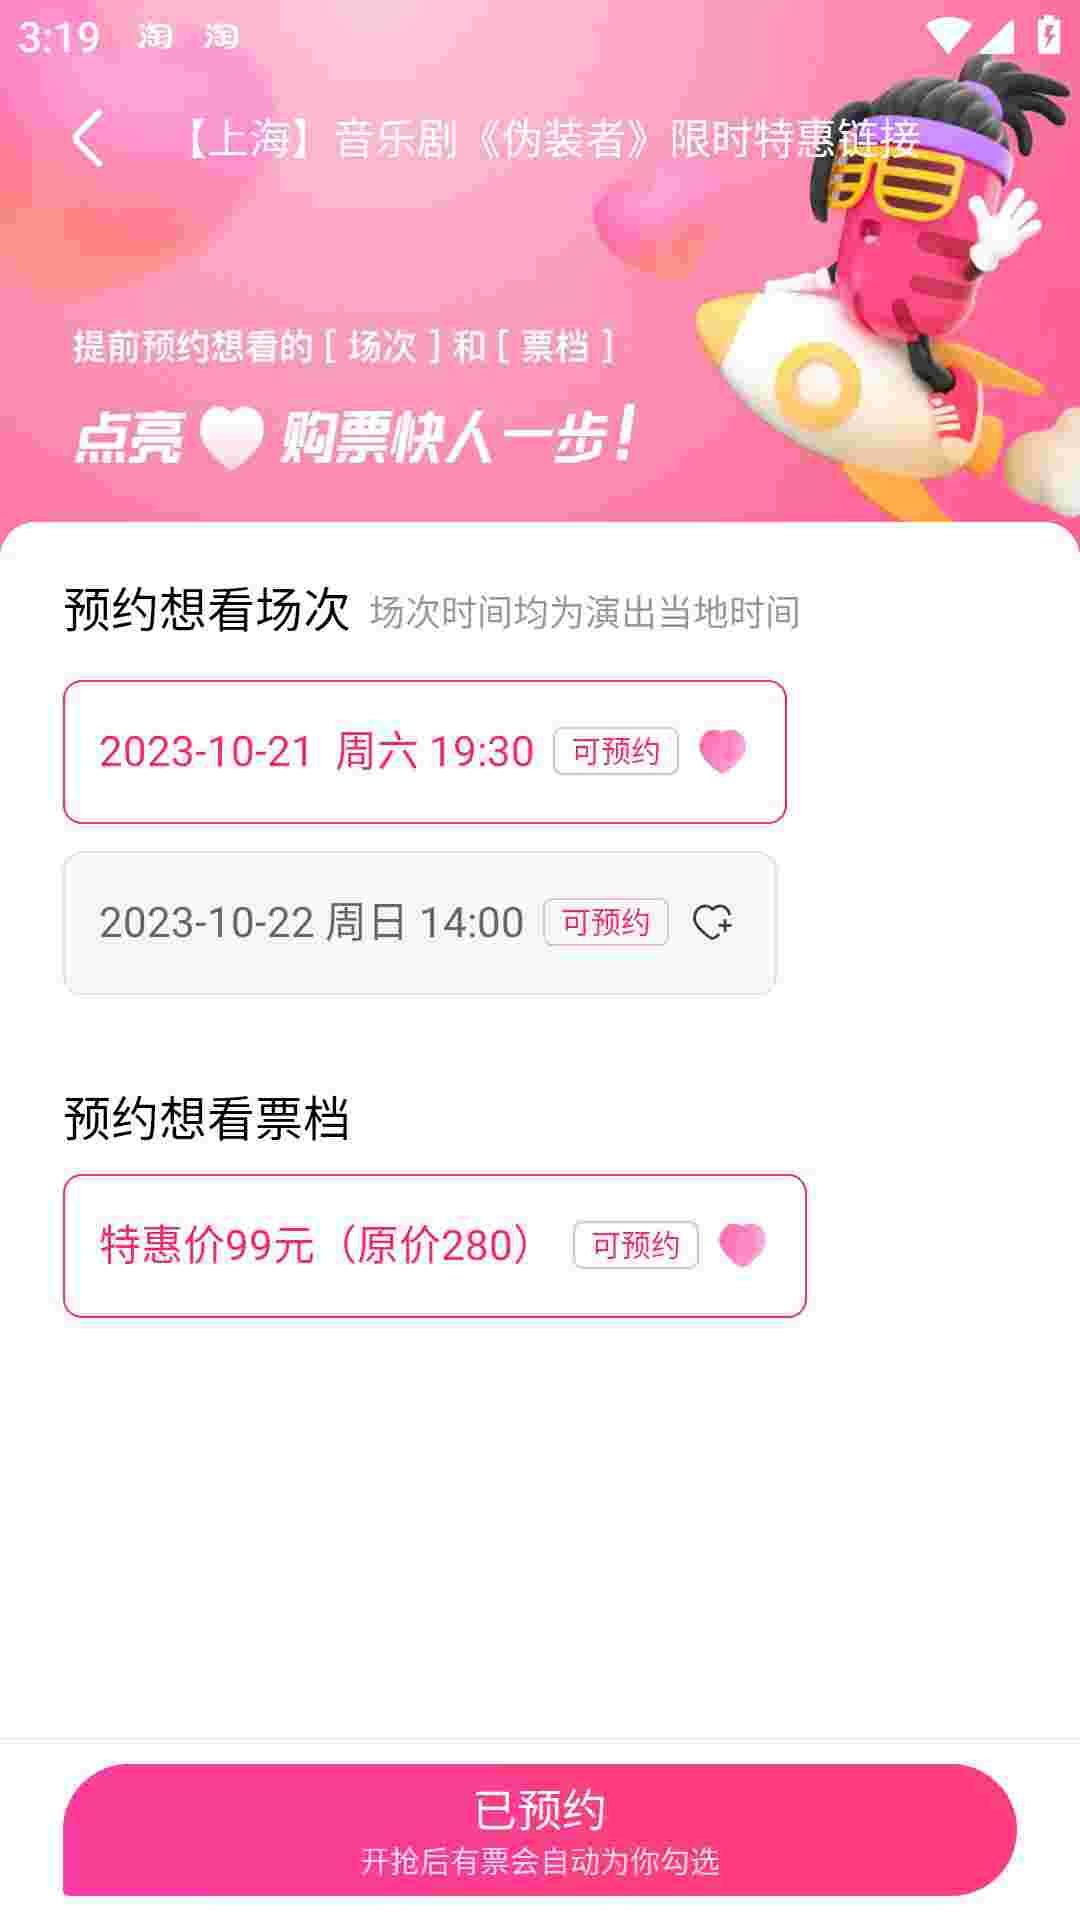 3:19 淘 淘
【上海】音乐剧《伪装者》限时特惠链接
提前预约想看的 [ 场次 ] 和 [ 票档 ]
点亮 购票快人一步！
预约想看场次 场次时间均为演出当地时间
2023-10-21 周六 19:30 可预约
2023-10-22 周日 14:00 可预约
预约想看票档
特惠价99元（原价280） 可预约
已预约
开抢后有票会自动为你勾选